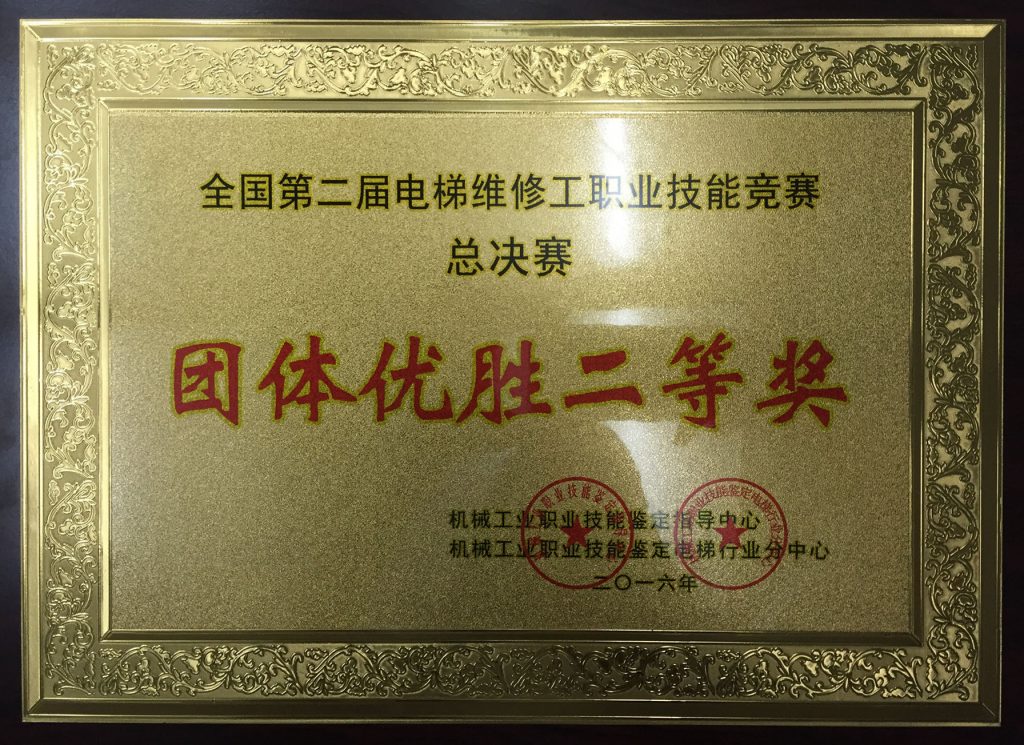 全国第二届电梯维修工职业技能竞赛
总决赛
团体优胜二等奖
机械工业职业技能鉴定指导中心
机械工业职业技能鉴定电梯行业分中心
二〇一六年